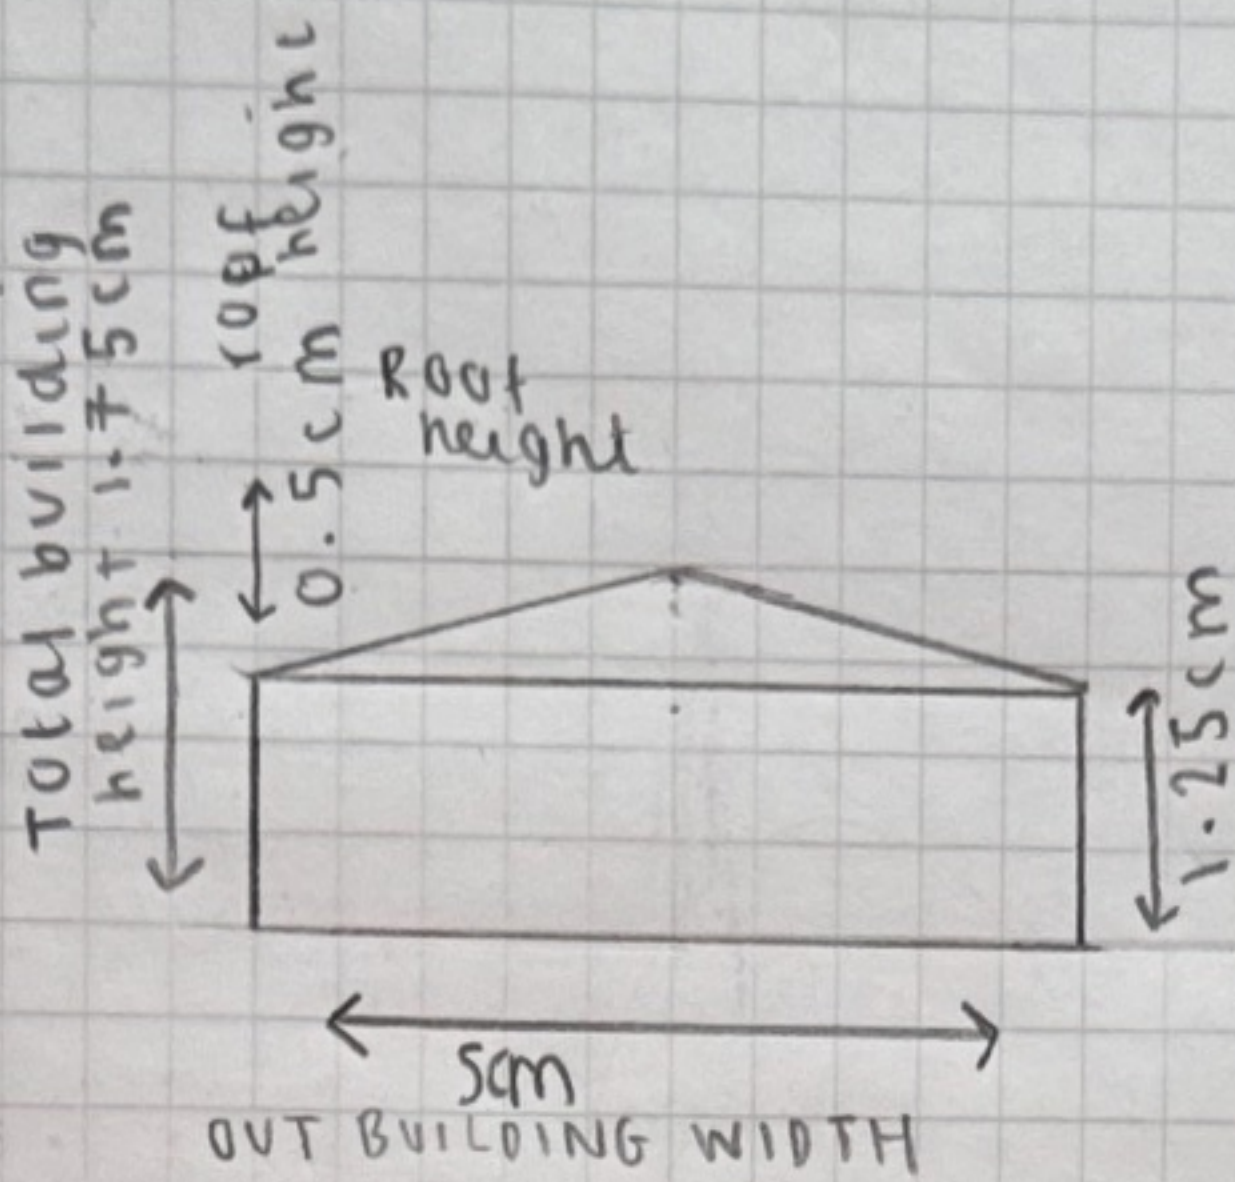 Total building
height 1.75cm
roof height
0.5cm
Roof
height
1.25cm
5cm
OUT BUILDING WIDTH